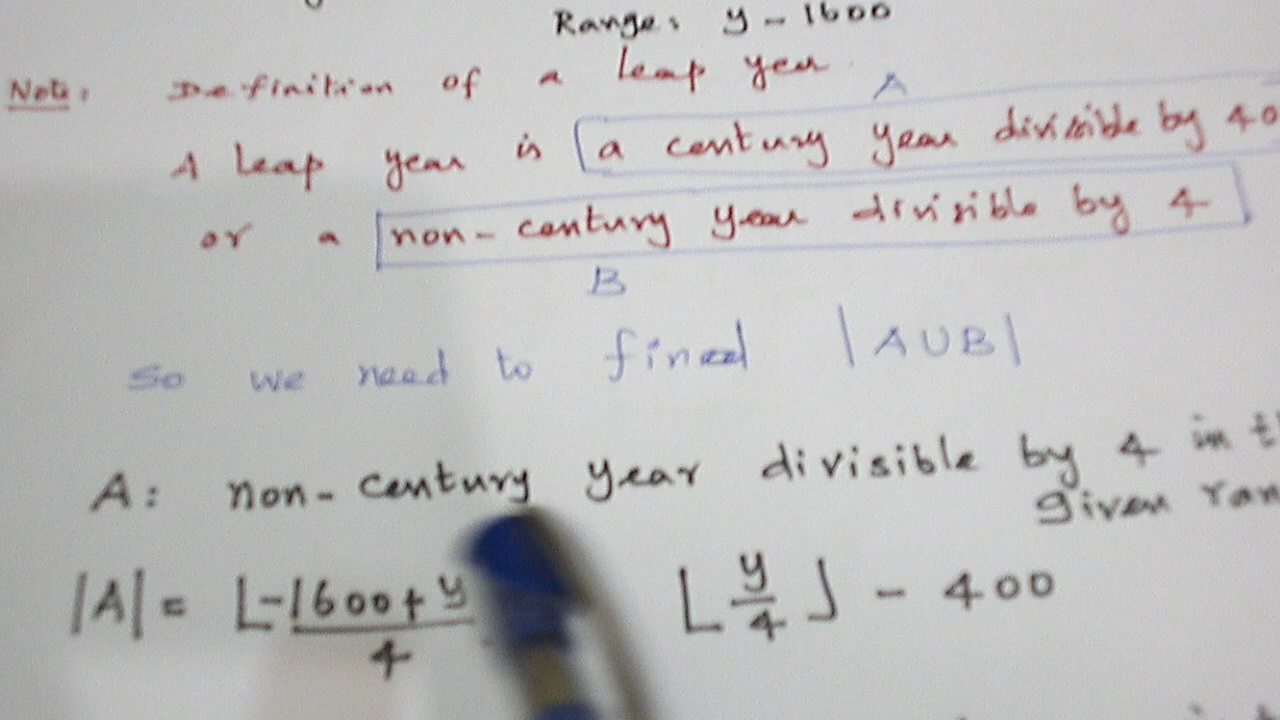 Range: y - 1600
Note: Definition of a leap year
A
A leap year is a century year divisible by 40
or a non-century year divisible by 4
B
So we need to find |A∪B|
A: non-century year divisible by 4 in
given
|A| = ⌊-1600+y
4
⌊y/4⌋ - 400